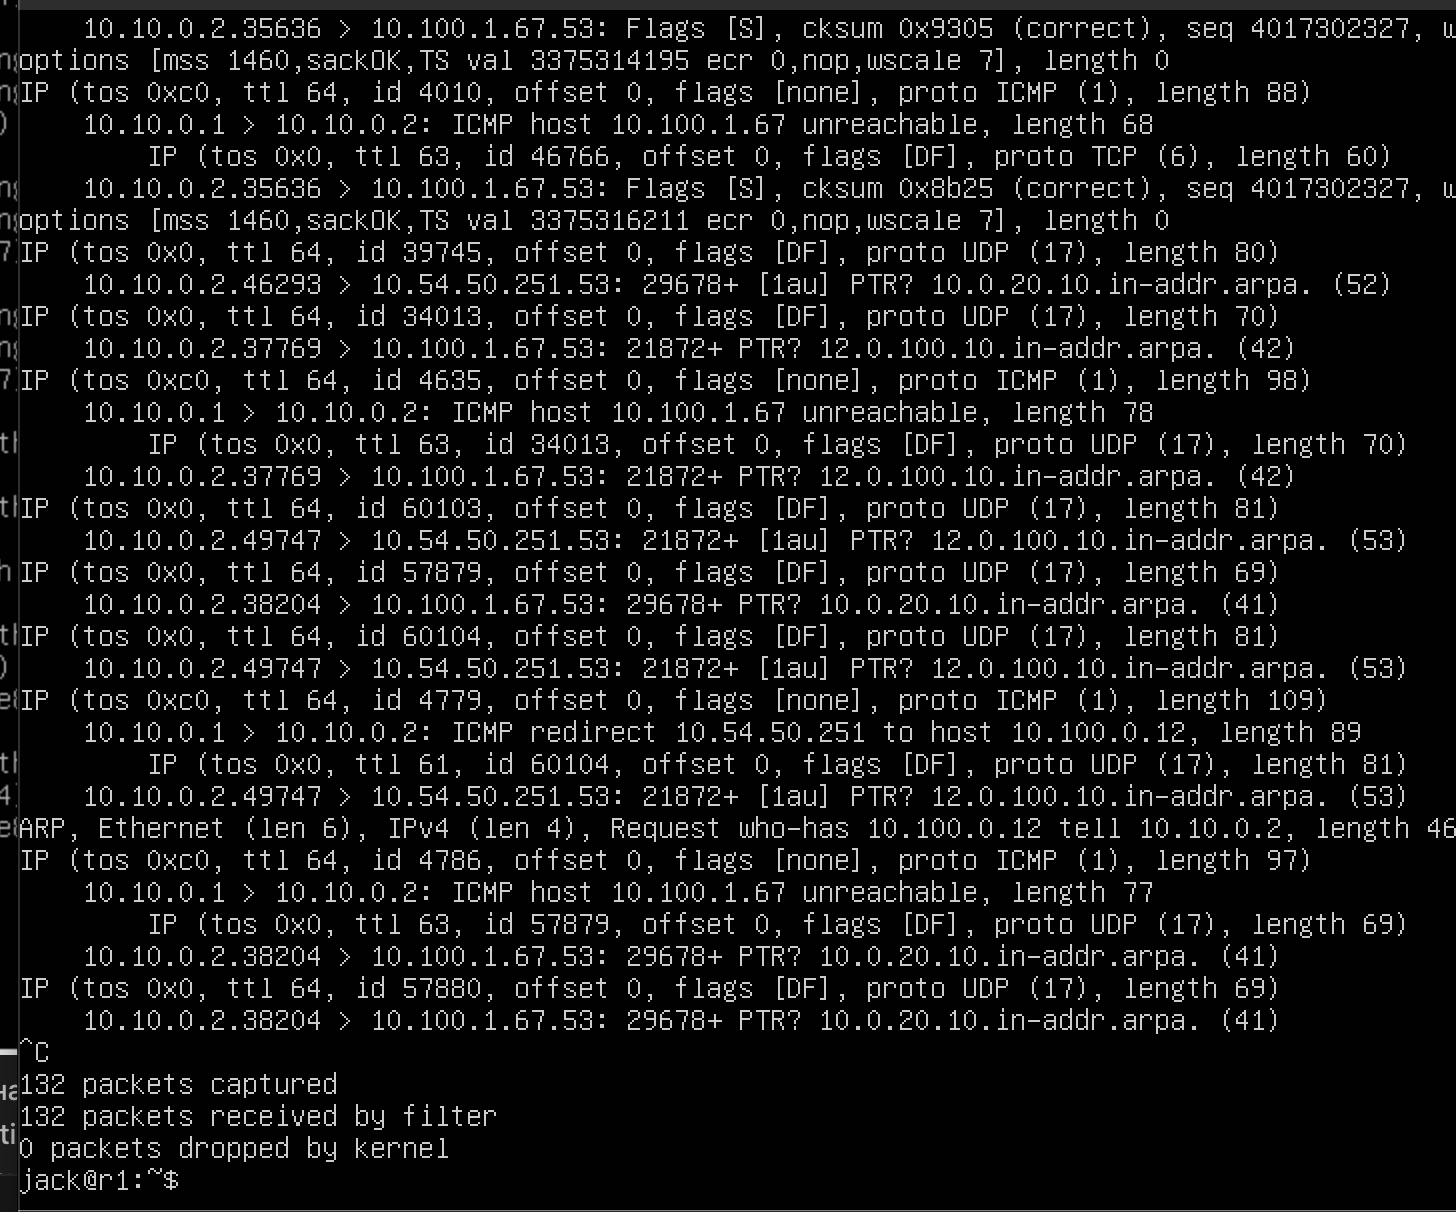 10.10.0.2.35636 > 10.100.1.67.53: Flags [S], cksum 0x9305 (correct), seq 4017302327, w
options [mss 1460,sackOK,TS val 3375314195 ecr 0,nop,wscale 7], length 0
IP (tos 0xc0, ttl 64, id 4010, offset 0, flags [none], proto ICMP (1), length 88)
10.10.0.1 > 10.10.0.2: ICMP host 10.100.1.67 unreachable, length 68
IP (tos 0x0, ttl 63, id 46766, offset 0, flags [DF], proto TCP (6), length 60)
10.10.0.2.35636 > 10.100.1.67.53: Flags [S], cksum 0x8b25 (correct), seq 4017302327, w
options [mss 1460,sackOK,TS val 3375316211 ecr 0,nop,wscale 7], length 0
IP (tos 0x0, ttl 64, id 39745, offset 0, flags [DF], proto UDP (17), length 80)
10.10.0.2.46293 > 10.54.50.251.53: 29678+ [1au] PTR? 10.0.20.10.in-addr.arpa. (52)
IP (tos 0x0, ttl 64, id 34013, offset 0, flags [DF], proto UDP (17), length 70)
10.10.0.2.37769 > 10.100.1.67.53: 21872+ PTR? 12.0.100.10.in-addr.arpa. (42)
IP (tos 0xc0, ttl 64, id 4635, offset 0, flags [none], proto ICMP (1), length 98)
10.10.0.1 > 10.10.0.2: ICMP host 10.100.1.67 unreachable, length 78
IP (tos 0x0, ttl 63, id 34013, offset 0, flags [DF], proto UDP (17), length 70)
10.10.0.2.37769 > 10.100.1.67.53: 21872+ PTR? 12.0.100.10.in-addr.arpa. (42)
IP (tos 0x0, ttl 64, id 60103, offset 0, flags [DF], proto UDP (17), length 81)
10.10.0.2.49747 > 10.54.50.251.53: 21872+ [1au] PTR? 12.0.100.10.in-addr.arpa. (53)
IP (tos 0x0, ttl 64, id 57879, offset 0, flags [DF], proto UDP (17), length 69)
10.10.0.2.38204 > 10.100.1.67.53: 29678+ PTR? 10.0.20.10.in-addr.arpa. (41)
IP (tos 0x0, ttl 64, id 60104, offset 0, flags [DF], proto UDP (17), length 81)
10.10.0.2.49747 > 10.54.50.251.53: 21872+ [1au] PTR? 12.0.100.10.in-addr.arpa. (53)
IP (tos 0xc0, ttl 64, id 4779, offset 0, flags [none], proto ICMP (1), length 109)
10.10.0.1 > 10.10.0.2: ICMP redirect 10.54.50.251 to host 10.100.0.12, length 89
IP (tos 0x0, ttl 61, id 60104, offset 0, flags [DF], proto UDP (17), length 81)
10.10.0.2.49747 > 10.54.50.251.53: 21872+ [1au] PTR? 12.0.100.10.in-addr.arpa. (53)
ARP, Ethernet (len 6), IPv4 (len 4), Request who-has 10.100.0.12 tell 10.10.0.2, length 46
IP (tos 0xc0, ttl 64, id 4786, offset 0, flags [none], proto ICMP (1), length 97)
10.10.0.1 > 10.10.0.2: ICMP host 10.100.1.67 unreachable, length 77
IP (tos 0x0, ttl 63, id 57879, offset 0, flags [DF], proto UDP (17), length 69)
10.10.0.2.38204 > 10.100.1.67.53: 29678+ PTR? 10.0.20.10.in-addr.arpa. (41)
IP (tos 0x0, ttl 64, id 57880, offset 0, flags [DF], proto UDP (17), length 69)
10.10.0.2.38204 > 10.100.1.67.53: 29678+ PTR? 10.0.20.10.in-addr.arpa. (41)
^C
132 packets captured
132 packets received by filter
0 packets dropped by kernel
jack@r1:~$